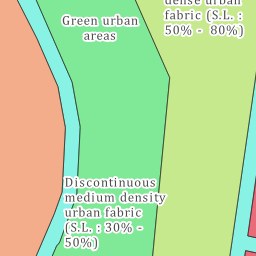 Green urban
areas
dense urban
fabric (S.L. :
50% - 80%)
Discontinuous
medium density
urban fabric
(S.L. : 30% -
50%)